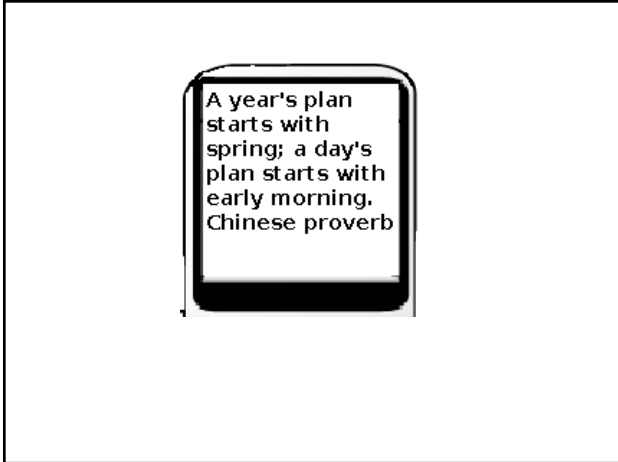 A year's plan
starts with
spring; a day's
plan starts with
early morning.
Chinese proverb